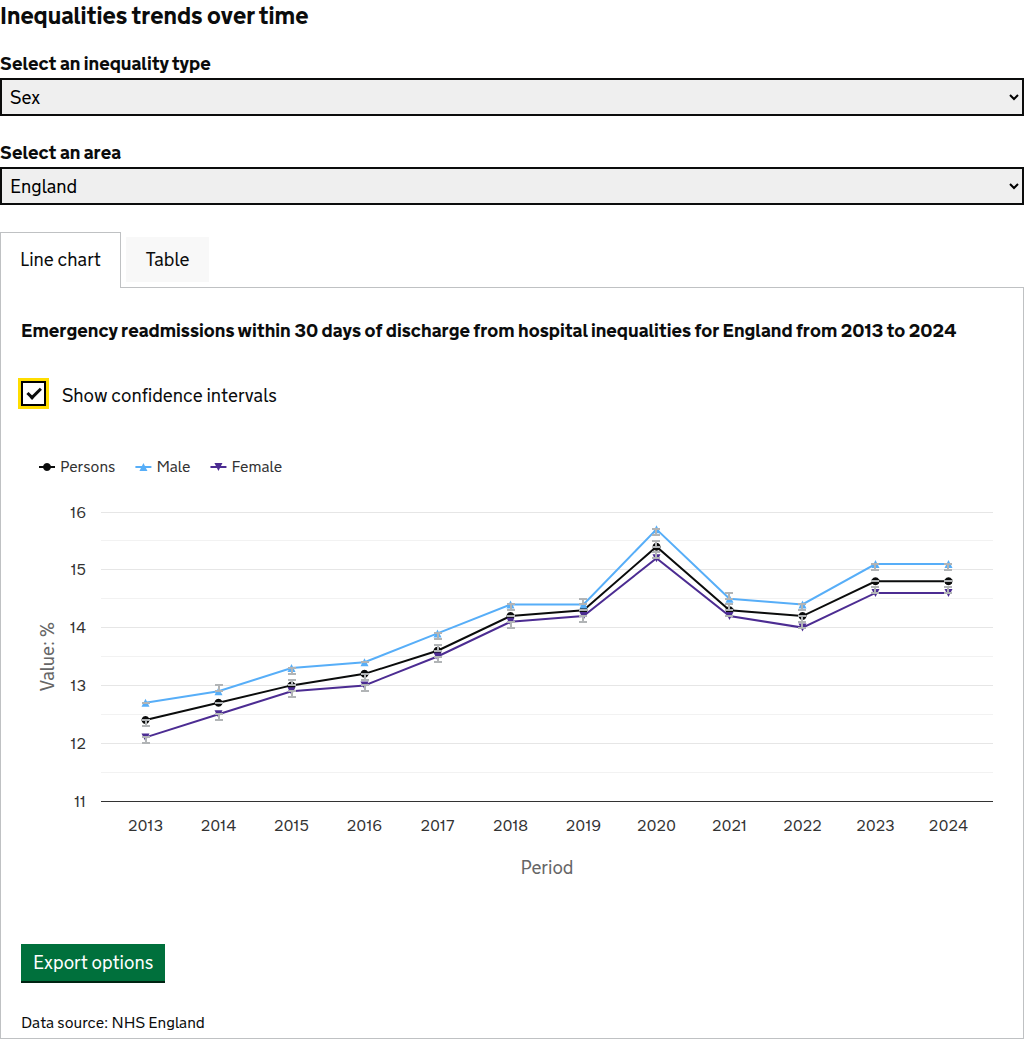 Inequalities trends over time
Select an inequality type
Sex
Select an area
England
Line chart Table
Emergency readmissions within 30 days of discharge from hospital inequalities for England from 2013 to 2024
Show confidence intervals
Persons Male Female
16
15
14
13
12
11
Value: %
2013 2014 2015 2016 2017 2018 2019 2020 2021 2022 2023 2024
Period
Export options
Data source: NHS England